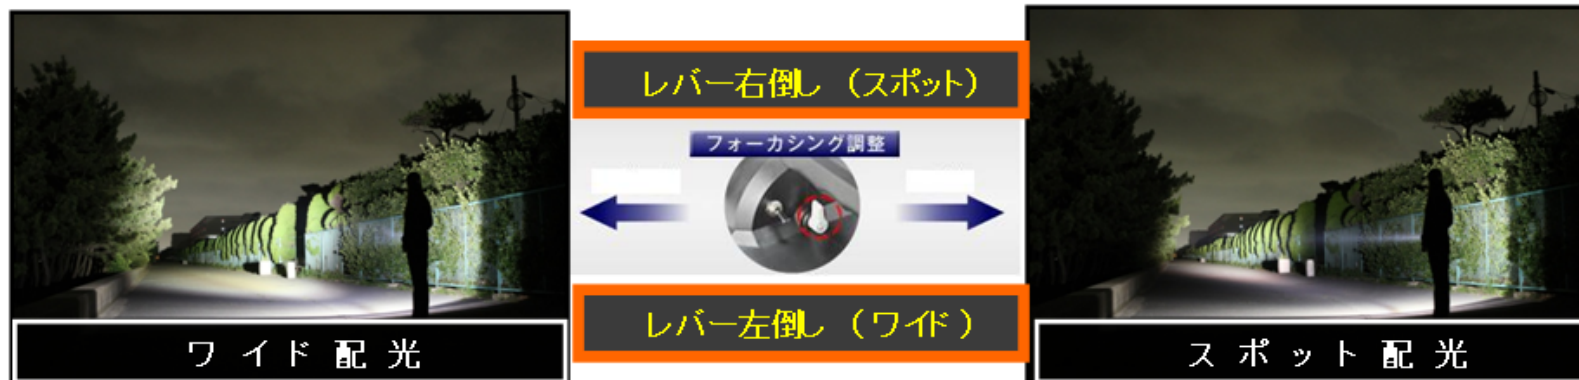 レバー右倒し（スポット）
フォーカシング調整
レバー左倒し（ワイド）
ワイド配光
スポット配光